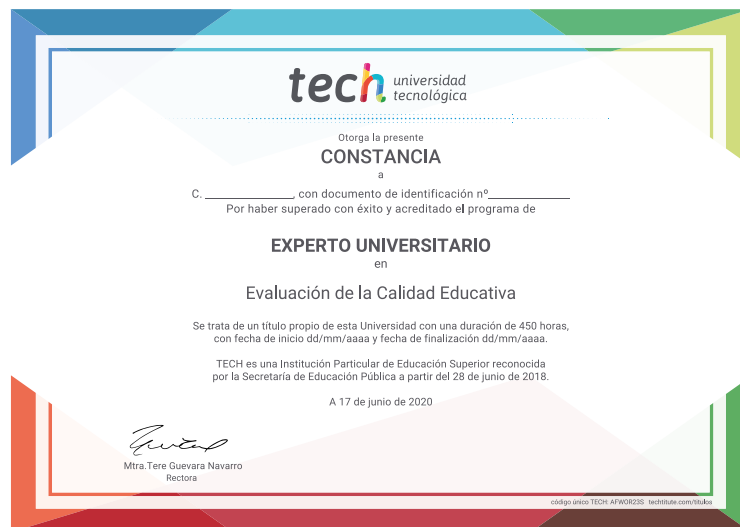 tech universidad
tecnológica
Otorga la presente
CONSTANCIA
a
C. ______________, con documento de identificación nº______________
Por haber superado con éxito y acreditado el programa de
EXPERTO UNIVERSITARIO
en
Evaluación de la Calidad Educativa
Se trata de un título propio de esta Universidad con una duración de 450 horas,
con fecha de inicio dd/mm/aaaa y fecha de finalización dd/mm/aaaa.
TECH es una Institución Particular de Educación Superior reconocida
por la Secretaría de Educación Pública a partir del 28 de junio de 2018.
A 17 de junio de 2020
Mtra.Tere Guevara Navarro
Rectora
código único TECH: AFWOR23S techtitute.com/titulos